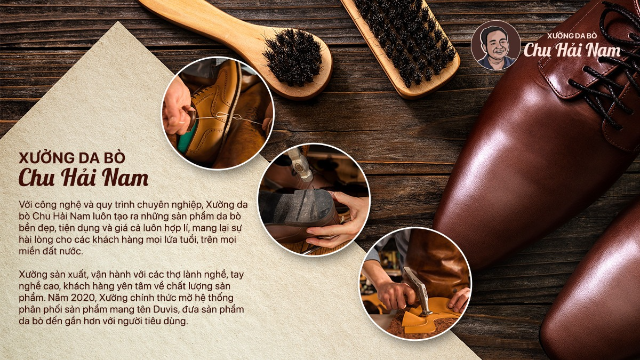 XƯỞNG DA BÒ
Chu Hải Nam
XƯỞNG DA BÒ
Chu Hải Nam
Với công nghệ và quy trình chuyên nghiệp, Xưởng da
bò Chu Hải Nam luôn tạo ra những sản phẩm da bò
bền đẹp, tiện dụng và giá cả luôn hợp lí, mang lại sự
hài lòng cho các khách hàng mọi lứa tuổi, trên mọi
miền đất nước.
Xưởng sản xuất, vận hành với các thợ lành nghề, tay
nghề cao, khách hàng yên tâm về chất lượng sản
phẩm. Năm 2020, Xưởng chính thức mở hệ thống
phân phối sản phẩm mang tên Duvis, đưa sản phẩm
da bò đến gần hơn với người tiêu dùng.